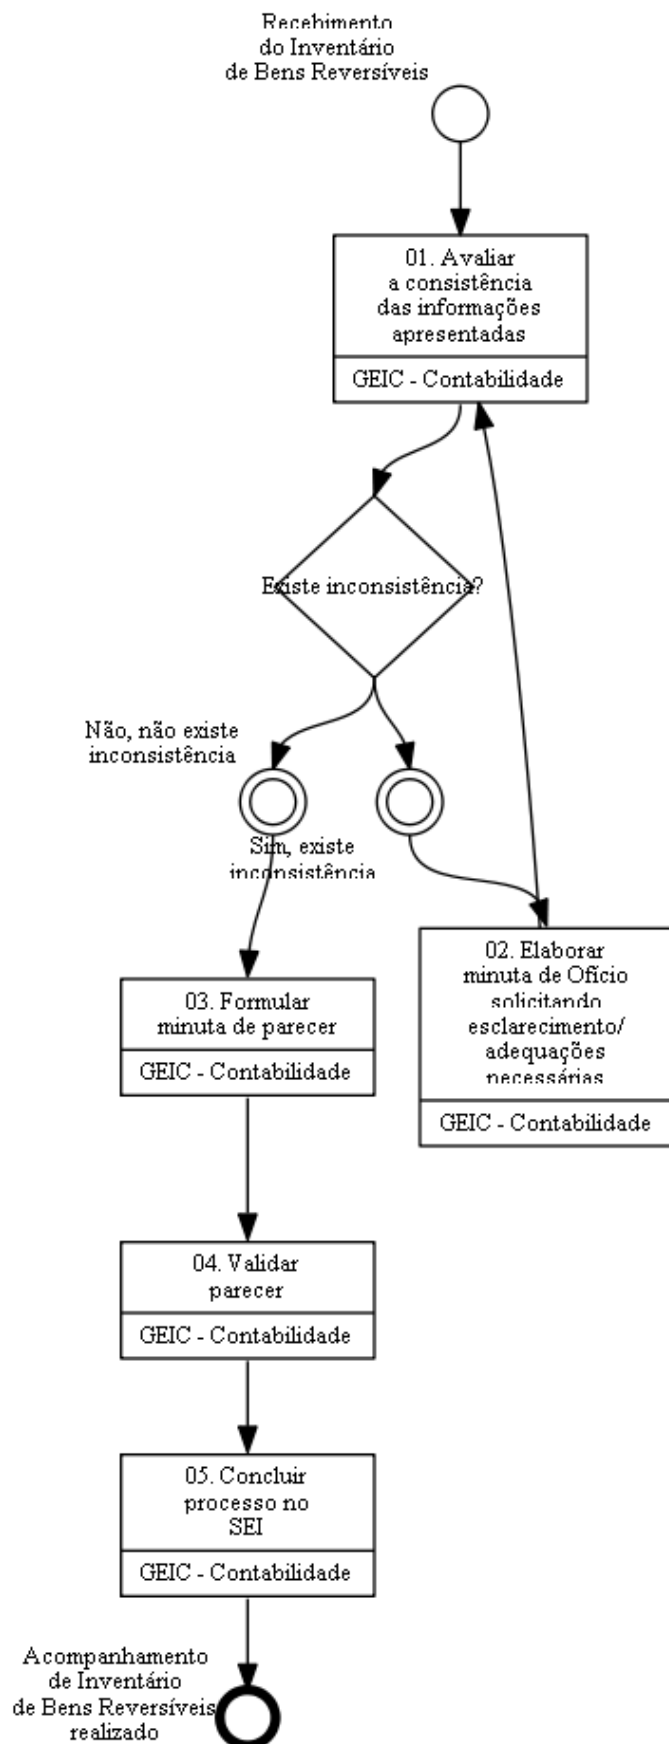 Recebimento
do Inventário
de Bens Reversíveis
01. Avaliar
a consistência
das informações
apresentadas
GEIC - Contabilidade
Existe inconsistência?
Não, não existe
inconsistência
Sim, existe
inconsistência
02. Elaborar
minuta de Ofício
solicitando
esclarecimento/
adequações
necessárias
GEIC - Contabilidade
03. Formular
minuta de parecer
GEIC - Contabilidade
04. Validar
parecer
GEIC - Contabilidade
05. Concluir
processo no
SEI
GEIC - Contabilidade
Acompanhamento
de Inventário
de Bens Reversíveis
realizado